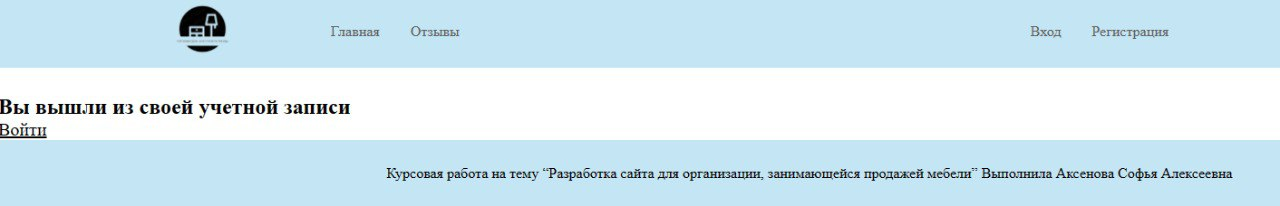 Главная Отзывы Вход Регистрация
Вы вышли из своей учетной записи
Войти
Курсовая работа на тему “Разработка сайта для организации, занимающейся продажей мебели” Выполнила Аксенова Софья Алексеевна